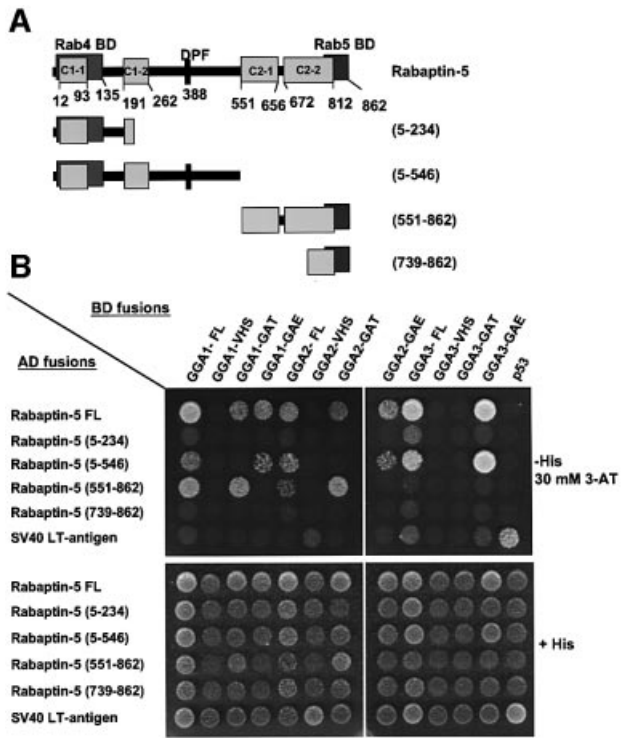 A
Rab4 BD
DPF
Rab5 BD
C1-1
C1-2
C2-1
C2-2
Rabaptin-5
12
93
135
191
262
388
551
656
672
812
862
(5-234)
(5-546)
(551-862)
(739-862)
B
BD fusions
AD fusions
GGA1- FL
GGA1-VHS
GGA1-GAT
GGA1-GAE
GGA2- FL
GGA2-VHS
GGA2-GAT
GGA2-GAE
GGA3- FL
GGA3-VHS
GGA3-GAT
GGA3-GAE
p53
Rabaptin-5 FL
Rabaptin-5 (5-234)
Rabaptin-5 (5-546)
Rabaptin-5 (551-862)
Rabaptin-5 (739-862)
SV40 LT-antigen
-His
30 mM 3-AT
Rabaptin-5 FL
Rabaptin-5 (5-234)
Rabaptin-5 (5-546)
Rabaptin-5 (551-862)
Rabaptin-5 (739-862)
SV40 LT-antigen
+ His